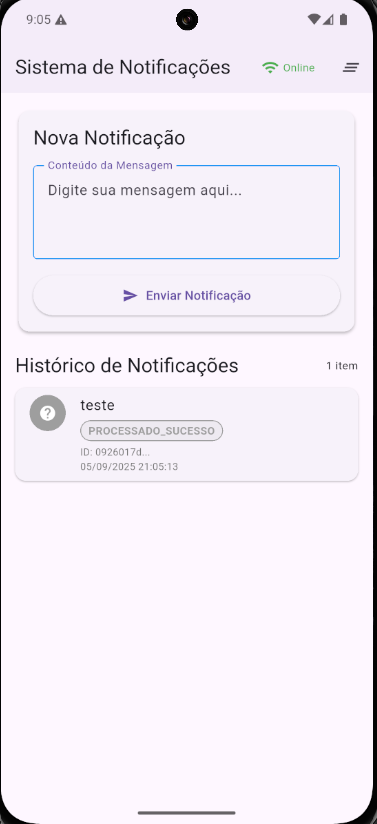 9:05
Sistema de Notificações
Online
Nova Notificação
Conteúdo da Mensagem
Digite sua mensagem aqui...
Enviar Notificação
Histórico de Notificações
1 item
teste
PROCESSADO_SUCESSO
ID: 0926017d...
05/09/2025 21:05:13